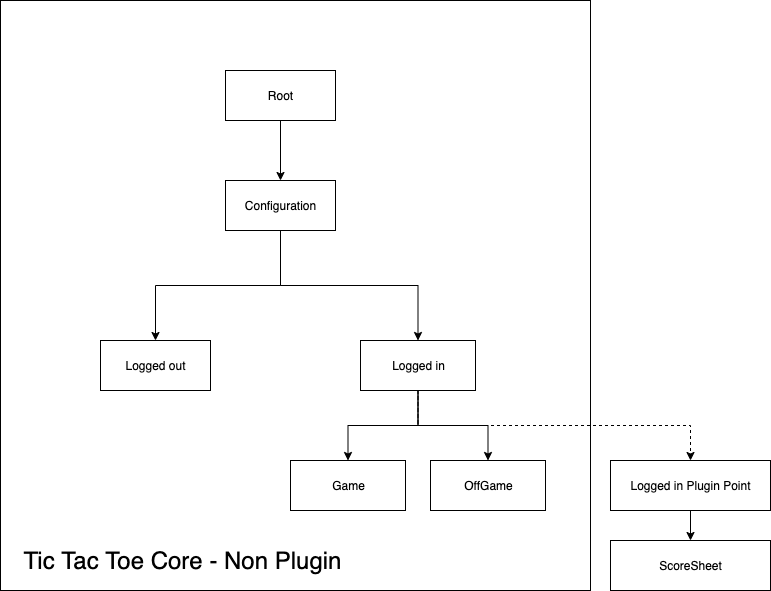 Root
Configuration
Logged out
Logged in
Game
OffGame
Logged in Plugin Point
ScoreSheet
Tic Tac Toe Core - Non Plugin